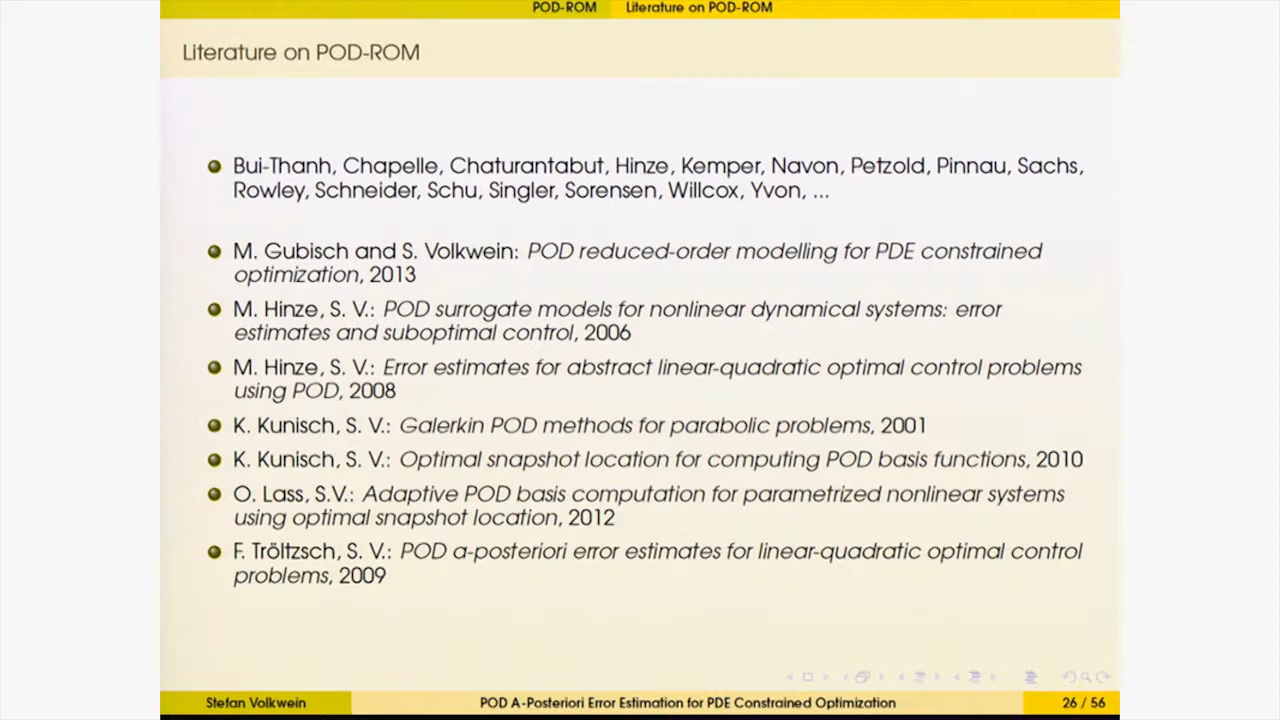 POD-ROM Literature on POD-ROM
Literature on POD-ROM
Bui-Thanh, Chapelle, Chaturantabut, Hinze, Kemper, Navon, Petzold, Pinnau, Sachs,
Rowley, Schneider, Schu, Singler, Sorensen, Willcox, Yvon, ...
M. Gubisch and S. Volkwein: POD reduced-order modelling for PDE constrained
optimization, 2013
M. Hinze, S. V.: POD surrogate models for nonlinear dynamical systems: error
estimates and suboptimal control, 2006
M. Hinze, S. V.: Error estimates for abstract linear-quadratic optimal control problems
using POD, 2008
K. Kunisch, S. V.: Galerkin POD methods for parabolic problems, 2001
K. Kunisch, S. V.: Optimal snapshot location for computing POD basis functions, 2010
O. Lass, S.V.: Adaptive POD basis computation for parametrized nonlinear systems
using optimal snapshot location, 2012
F. Tröltzsch, S. V.: POD a-posteriori error estimates for linear-quadratic optimal control
problems, 2009
Stefan Volkwein POD A-Posteriori Error Estimation for PDE Constrained Optimization 26 / 56